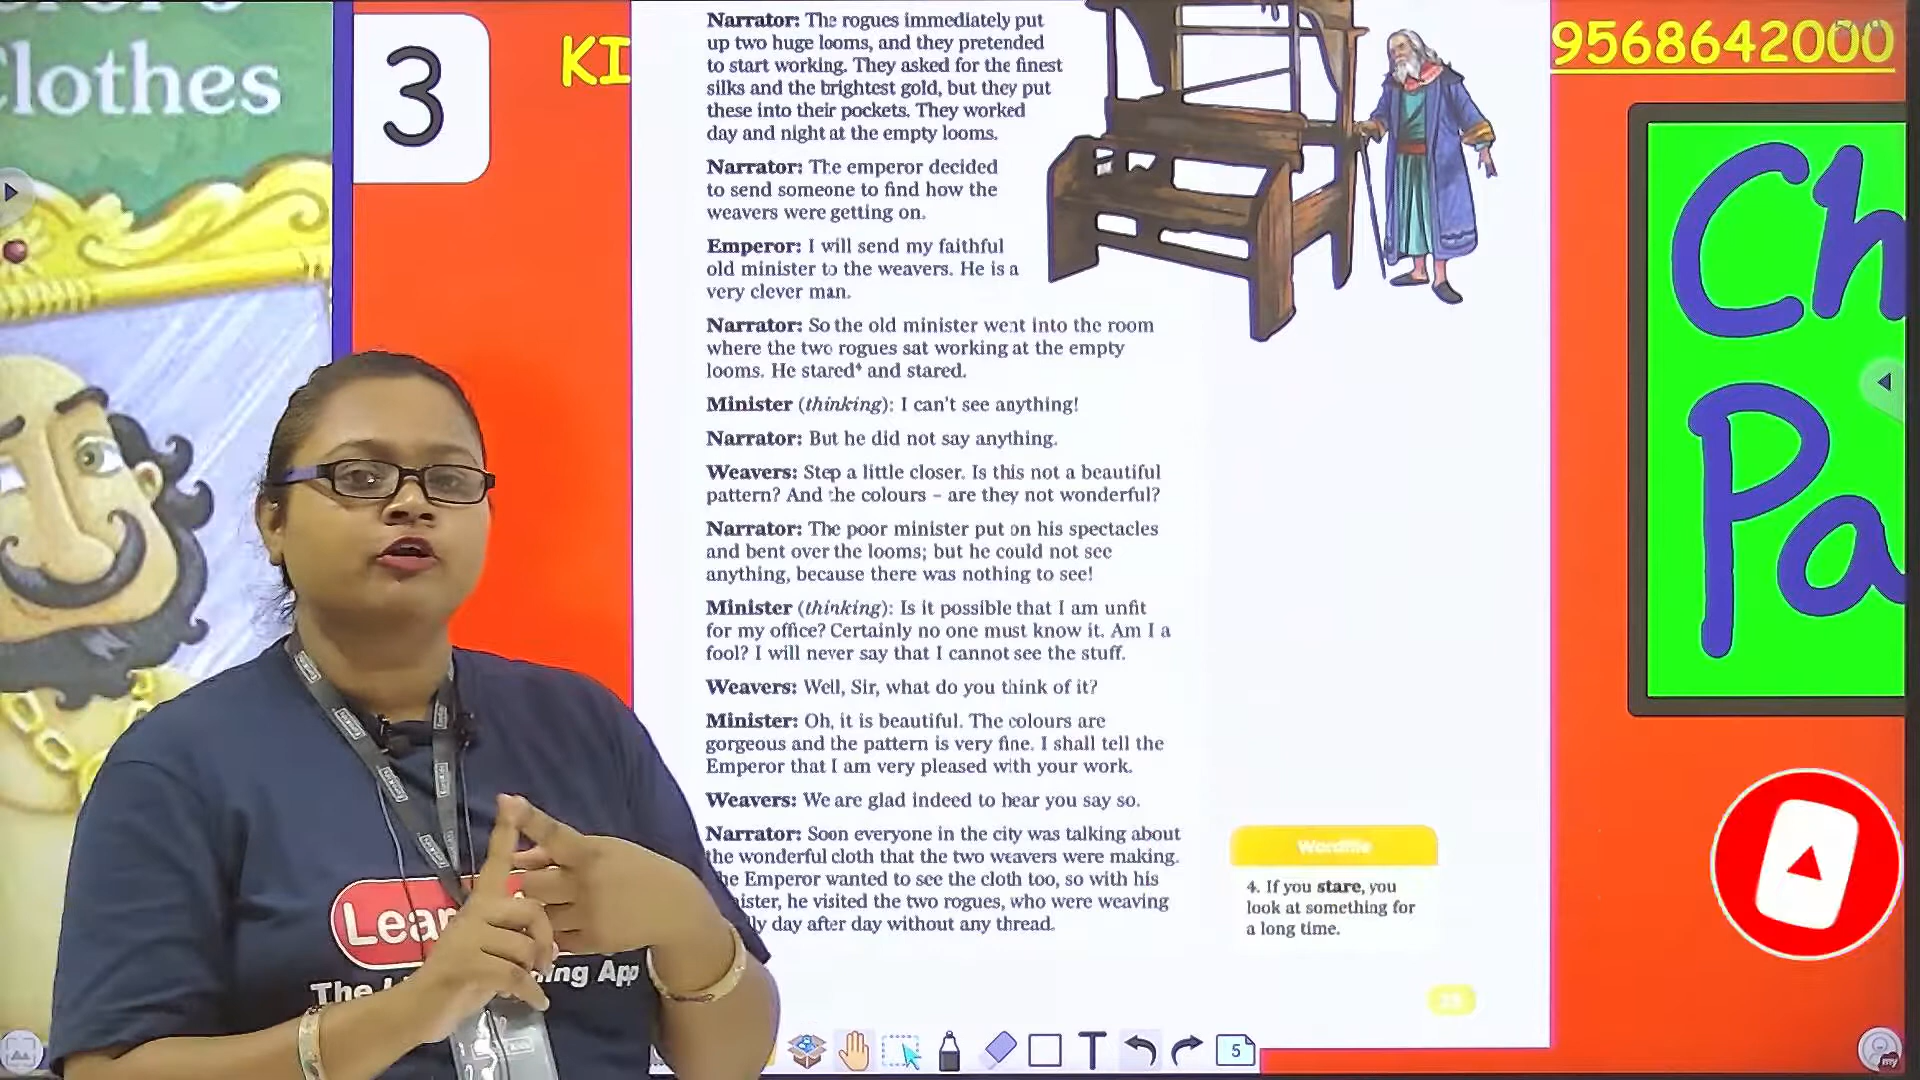 Clothes
3
KI
9568642000
Narrator: The rogues immediately put
up two huge looms, and they pretended
to start working. They asked for the finest
silks and the brightest gold, but they put
these into their pockets. They worked
day and night at the empty looms.
Narrator: The emperor decided
to send someone to find how the
weavers were getting on.
Emperor: I will send my faithful
old minister to the weavers. He is a
very clever man.
Narrator: So the old minister went into the room
where the two rogues sat working at the empty
looms. He stared⁴ and stared.
Minister (thinking): I can't see anything!
Narrator: But he did not say anything.
Weavers: Step a little closer. Is this not a beautiful
pattern? And the colours – are they not wonderful?
Narrator: The poor minister put on his spectacles
and bent over the looms; but he could not see
anything, because there was nothing to see!
Minister (thinking): Is it possible that I am unfit
for my office? Certainly no one must know it. Am I a
fool? I will never say that I cannot see the stuff.
Weavers: Well, Sir, what do you think of it?
Minister: Oh, it is beautiful. The colours are
gorgeous and the pattern is very fine. I shall tell the
Emperor that I am very pleased with your work.
Weavers: We are glad indeed to hear you say so.
Narrator: Soon everyone in the city was talking about
the wonderful cloth that the two weavers were making.
he Emperor wanted to see the cloth too, so with his
ister, he visited the two rogues, who were weaving
ly day after day without any thread.
Wordfile
4. If you stare, you
look at something for
a long time.
Ch
Pa
Lear
The ning App
T
5
my